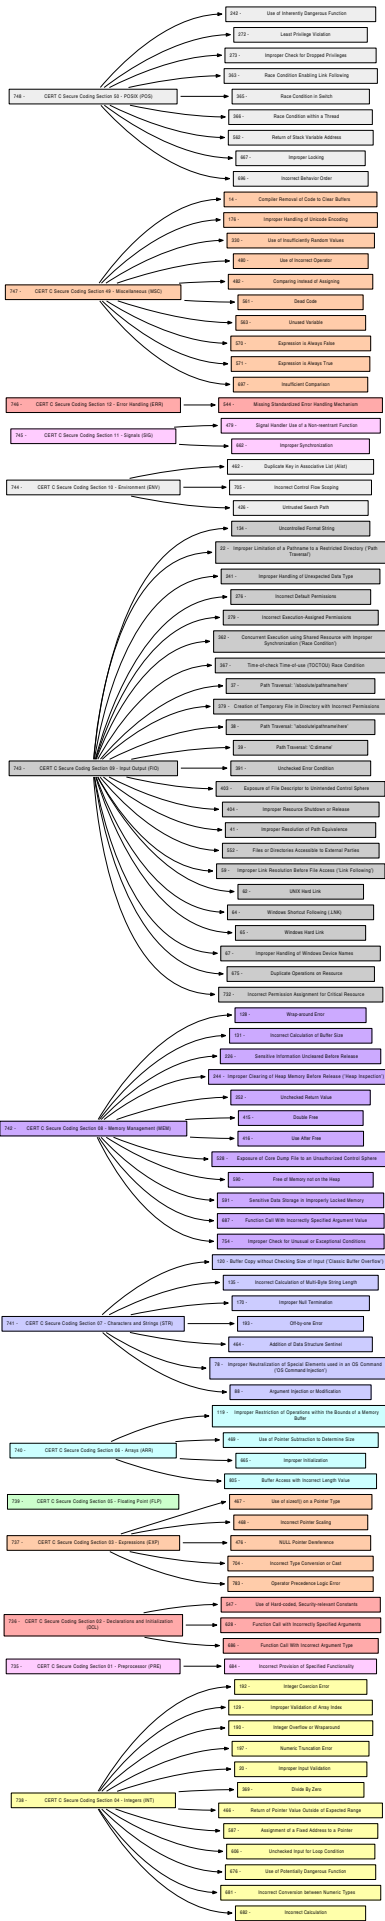 242 - Use of Inherently Dangerous Function
272 - Least Privilege Violation
273 - Improper Check for Dropped Privileges
363 - Race Condition Enabling Link Following
748 - CERT C Secure Coding Section 50 - POSIX (POS)
365 - Race Condition in Switch
366 - Race Condition within a Thread
562 - Return of Stack Variable Address
667 - Improper Locking
696 - Incorrect Behavior Order
14 - Compiler Removal of Code to Clear Buffers
176 - Improper Handling of Unicode Encoding
330 - Use of Insufficiently Random Values
480 - Use of Incorrect Operator
747 - CERT C Secure Coding Section 49 - Miscellaneous (MSC)
482 - Comparing instead of Assigning
561 - Dead Code
563 - Unused Variable
570 - Expression is Always False
571 - Expression is Always True
697 - Insufficient Comparison
746 - CERT C Secure Coding Section 12 - Error Handling (ERR)
544 - Missing Standardized Error Handling Mechanism
745 - CERT C Secure Coding Section 11 - Signals (SIG)
479 - Signal Handler Use of a Non-reentrant Function
662 - Improper Synchronization
462 - Duplicate Key in Associative List (Alist)
744 - CERT C Secure Coding Section 10 - Environment (ENV)
705 - Incorrect Control Flow Scoping
426 - Untrusted Search Path
134 - Uncontrolled Format String
22 - Improper Limitation of a Pathname to a Restricted Directory ('Path
Traversal')
241 - Improper Handling of Unexpected Data Type
276 - Incorrect Default Permissions
279 - Incorrect Execution-Assigned Permissions
362 - Concurrent Execution using Shared Resource with Improper
Synchronization ('Race Condition')
367 - Time-of-check Time-of-use (TOCTOU) Race Condition
37 - Path Traversal: '/absolute/pathname/here'
379 - Creation of Temporary File in Directory with Incorrect Permissions
38 - Path Traversal: '\absolute\pathname\here'
39 - Path Traversal: 'C:dirname'
743 - CERT C Secure Coding Section 09 - Input Output (FIO)
391 - Unchecked Error Condition
403 - Exposure of File Descriptor to Unintended Control Sphere
404 - Improper Resource Shutdown or Release
41 - Improper Resolution of Path Equivalence
552 - Files or Directories Accessible to External Parties
59 - Improper Link Resolution Before File Access ('Link Following')
62 - UNIX Hard Link
64 - Windows Shortcut Following (.LNK)
65 - Windows Hard Link
67 - Improper Handling of Windows Device Names
675 - Duplicate Operations on Resource
732 - Incorrect Permission Assignment for Critical Resource
128 - Wrap-around Error
131 - Incorrect Calculation of Buffer Size
226 - Sensitive Information Uncleared Before Release
244 - Improper Clearing of Heap Memory Before Release ('Heap Inspection')
252 - Unchecked Return Value
415 - Double Free
742 - CERT C Secure Coding Section 08 - Memory Management (MEM)
416 - Use After Free
528 - Exposure of Core Dump File to an Unauthorized Control Sphere
590 - Free of Memory not on the Heap
591 - Sensitive Data Storage in Improperly Locked Memory
687 - Function Call With Incorrectly Specified Argument Value
754 - Improper Check for Unusual or Exceptional Conditions
120 - Buffer Copy without Checking Size of Input ('Classic Buffer Overflow')
135 - Incorrect Calculation of Multi-Byte String Length
170 - Improper Null Termination
741 - CERT C Secure Coding Section 07 - Characters and Strings (STR)
193 - Off-by-one Error
464 - Addition of Data Structure Sentinel
78 - Improper Neutralization of Special Elements used in an OS Command
('OS Command Injection')
88 - Argument Injection or Modification
119 - Improper Restriction of Operations within the Bounds of a Memory
Buffer
469 - Use of Pointer Subtraction to Determine Size
740 - CERT C Secure Coding Section 06 - Arrays (ARR)
665 - Improper Initialization
805 - Buffer Access with Incorrect Length Value
739 - CERT C Secure Coding Section 05 - Floating Point (FLP)
467 - Use of sizeof() on a Pointer Type
468 - Incorrect Pointer Scaling
737 - CERT C Secure Coding Section 03 - Expressions (EXP)
476 - NULL Pointer Dereference
704 - Incorrect Type Conversion or Cast
783 - Operator Precedence Logic Error
547 - Use of Hard-coded, Security-relevant Constants
736 - CERT C Secure Coding Section 02 - Declarations and Initialization
(DCL)
628 - Function Call with Incorrectly Specified Arguments
686 - Function Call With Incorrect Argument Type
735 - CERT C Secure Coding Section 01 - Preprocessor (PRE)
684 - Incorrect Provision of Specified Functionality
192 - Integer Coercion Error
129 - Improper Validation of Array Index
190 - Integer Overflow or Wraparound
197 - Numeric Truncation Error
20 - Improper Input Validation
369 - Divide By Zero
738 - CERT C Secure Coding Section 04 - Integers (INT)
466 - Return of Pointer Value Outside of Expected Range
587 - Assignment of a Fixed Address to a Pointer
606 - Unchecked Input for Loop Condition
676 - Use of Potentially Dangerous Function
681 - Incorrect Conversion between Numeric Types
682 - Incorrect Calculation